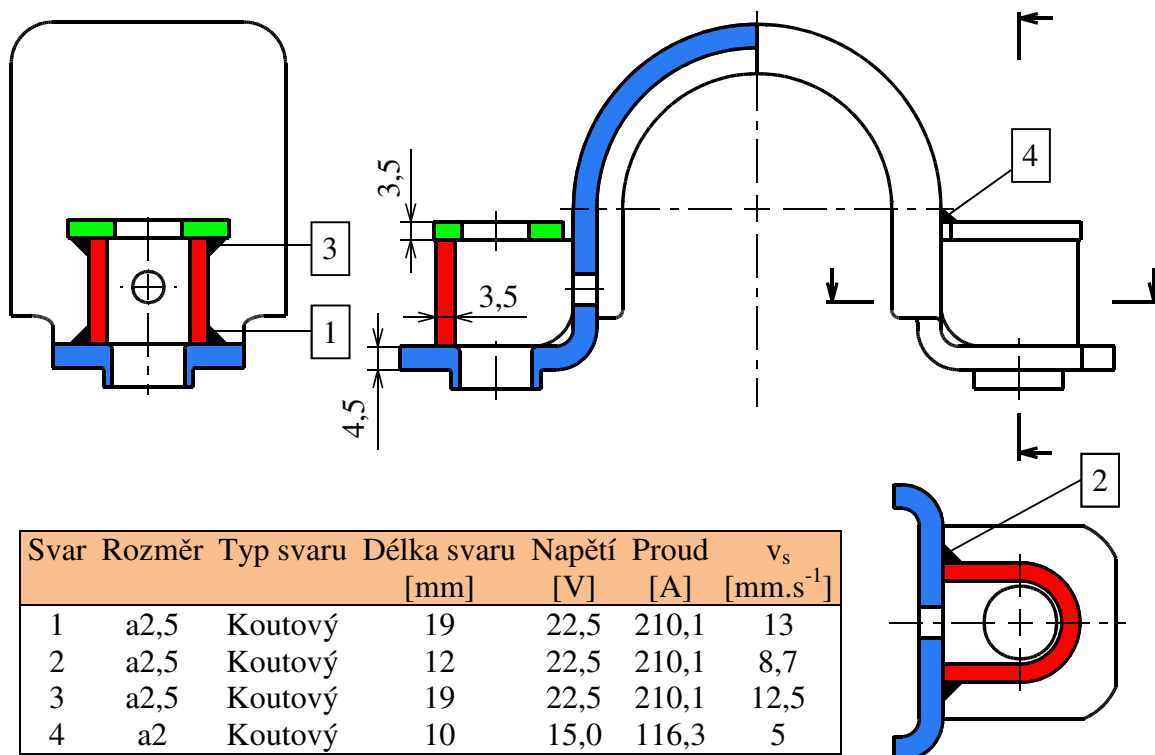 4
3,5
3
3,5
1
4,5
2
Svar Rozměr Typ svaru Délka svaru Napětí Proud vs
[mm] [V] [A] [mm.s-1]
1 a2,5 Koutový 19 22,5 210,1 13
2 a2,5 Koutový 12 22,5 210,1 8,7
3 a2,5 Koutový 19 22,5 210,1 12,5
4 a2 Koutový 10 15,0 116,3 5